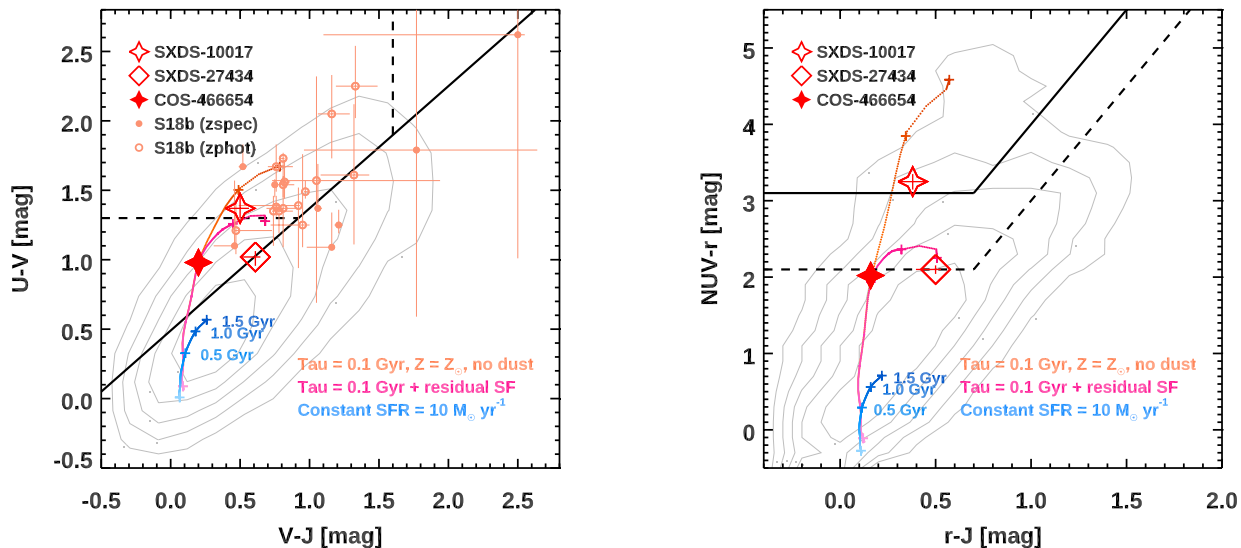 SXDS-10017
SXDS-27434
COS-466654
S18b (zspec)
S18b (zphot)
1.5 Gyr
1.0 Gyr
0.5 Gyr
Tau = 0.1 Gyr, Z = Z☉, no dust
Tau = 0.1 Gyr + residual SF
Constant SFR = 10 M☉ yr⁻¹
2.5
2.0
1.5
1.0
0.5
0.0
-0.5
U-V [mag]
-0.5 0.0 0.5 1.0 1.5 2.0 2.5
V-J [mag]
SXDS-10017
SXDS-27434
COS-466654
1.5 Gyr
1.0 Gyr
0.5 Gyr
Tau = 0.1 Gyr, Z = Z☉, no dust
Tau = 0.1 Gyr + residual SF
Constant SFR = 10 M☉ yr⁻¹
5
4
3
2
1
0
NUV-r [mag]
0.0 0.5 1.0 1.5 2.0
r-J [mag]